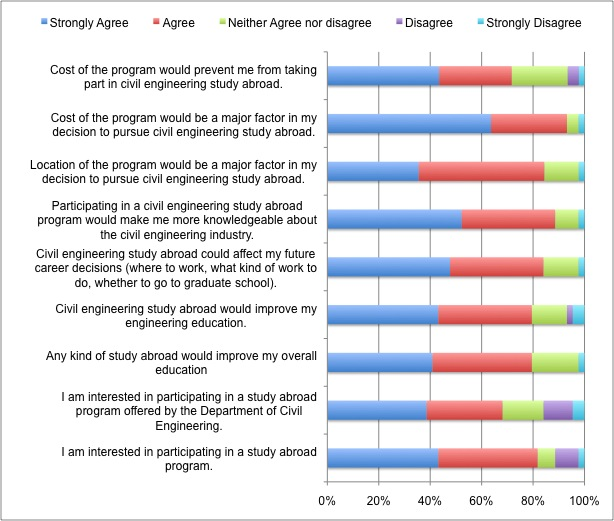 Strongly Agree Agree Neither Agree nor disagree Disagree Strongly Disagree
Cost of the program would prevent me from taking
part in civil engineering study abroad.
Cost of the program would be a major factor in my
decision to pursue civil engineering study abroad.
Location of the program would be a major factor in my
decision to pursue civil engineering study abroad.
Participating in a civil engineering study abroad
program would make me more knowledgeable about
the civil engineering industry.
Civil engineering study abroad could affect my future
career decisions (where to work, what kind of work to
do, whether to go to graduate school).
Civil engineering study abroad would improve my
engineering education.
Any kind of study abroad would improve my overall
education
I am interested in participating in a study abroad
program offered by the Department of Civil
Engineering.
I am interested in participating in a study abroad
program.
0% 20% 40% 60% 80% 100%